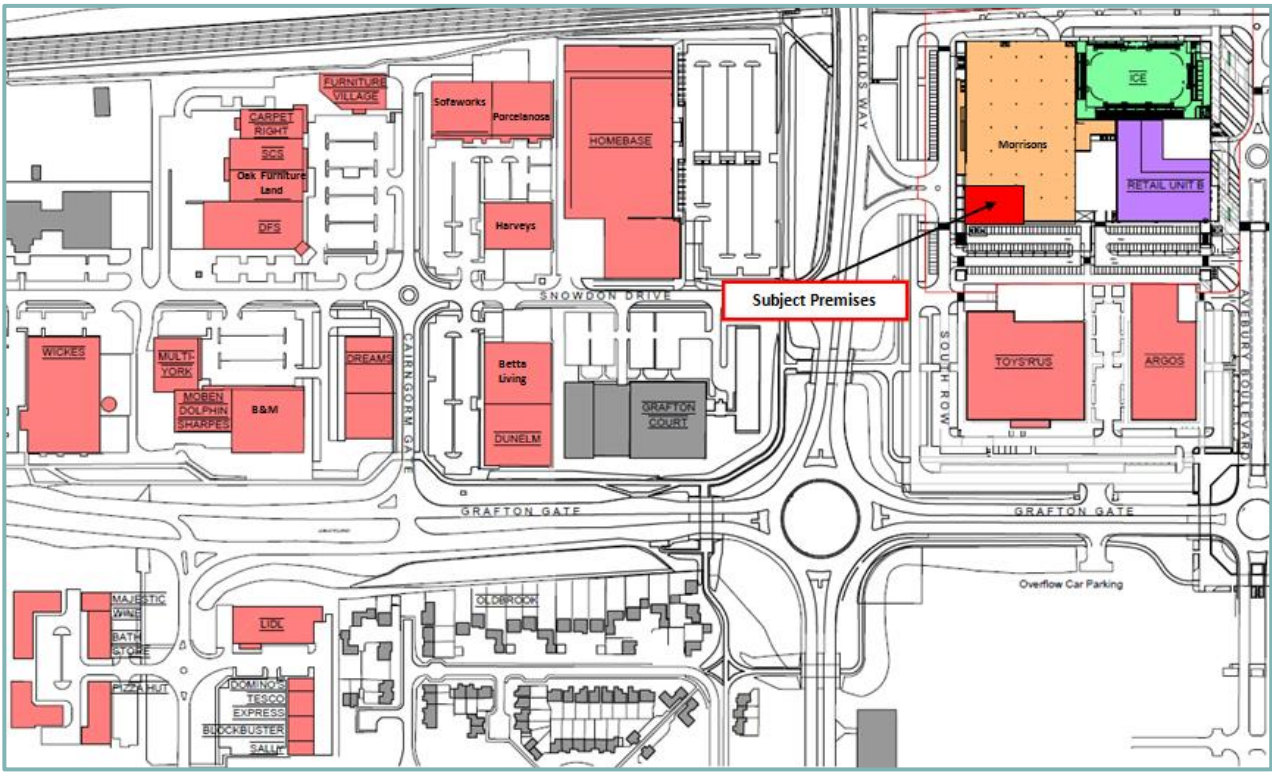 FURNITURE
VILLAGE
CARPET
RIGHT
SCS
Oak Furniture
Land
DFS
Sofaworks
Porcelanosa
HOMEBASE
Harveys
CHILDS WAY
Morrisons
ICE
RETAIL UNIT B
Subject Premises
SNOWDON DRIVE
WICKES
MULTI-
YORK
MOBEN
DOLPHIN
SHARPES
B&M
DREAMS
CAIRNGORM GATE
Betta
Living
DUNELM
GRAFTON
COURT
SOUTH ROW
TOYS'R'US
ARGOS
AVEBURY BOULEVARD
GRAFTON GATE
GRAFTON GATE
Overflow Car Parking
MAJESTIC
WINE
BATH
STORE
PIZZA HUT
LIDL
OLDBROOK
DOMINO'S
TESCO
EXPRESS
BLOCKBUSTER
SALLY